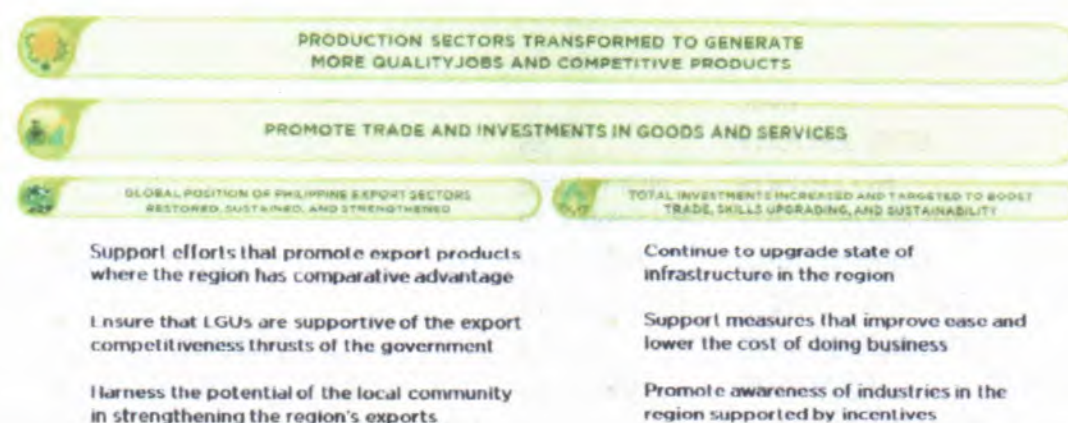 PRODUCTION SECTORS TRANSFORMED TO GENERATE
MORE QUALITYJOBS AND COMPETITIVE PRODUCTS
PROMOTE TRADE AND INVESTMENTS IN GOODS AND SERVICES
GLOBAL POSITION OF PHILIPPINE EXPORT SECTORS
RESTORED, SUSTAINED, AND STRENGTHENED
Support efforts that promote export products
where the region has comparative advantage
Ensure that LGUs are supportive of the export
competitiveness thrusts of the government
Harness the potential of the local community
in strengthening the region's exports
TOTAL INVESTMENTS INCREASED AND TARGETED TO BOOST
TRADE, SKILLS UPGRADING, AND SUSTAINABILITY
Continue to upgrade state of
infrastructure in the region
Support measures that improve ease and
lower the cost of doing business
Promote awareness of industries in the
region supported by incentives